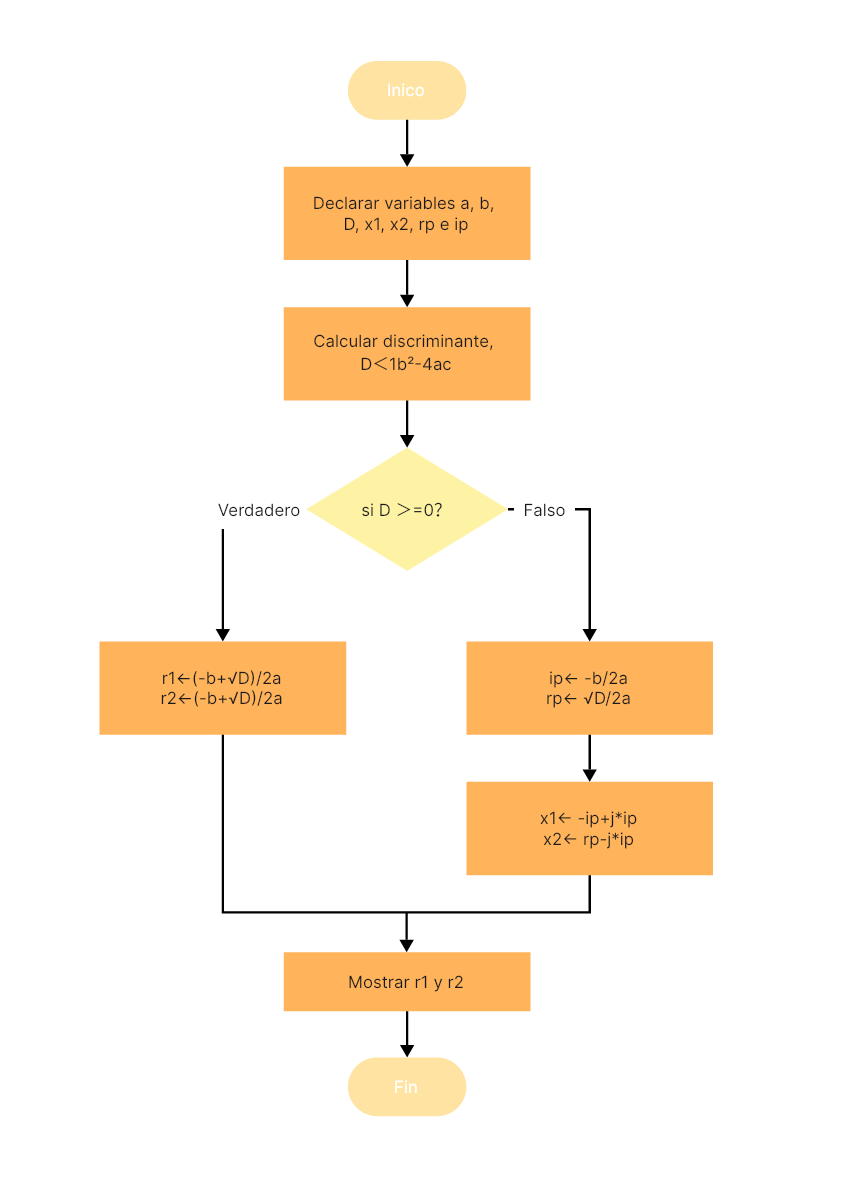 Inico
Declarar variables a, b,
D, x1, x2, rp e ip
Calcular discriminante,
D＜1b²-4ac
si D ＞=0?
Verdadero
Falso
r1←(-b+√D)/2a
r2←(-b+√D)/2a
ip← -b/2a
rp← √D/2a
x1← -ip+j*ip
x2← rp-j*ip
Mostrar r1 y r2
Fin